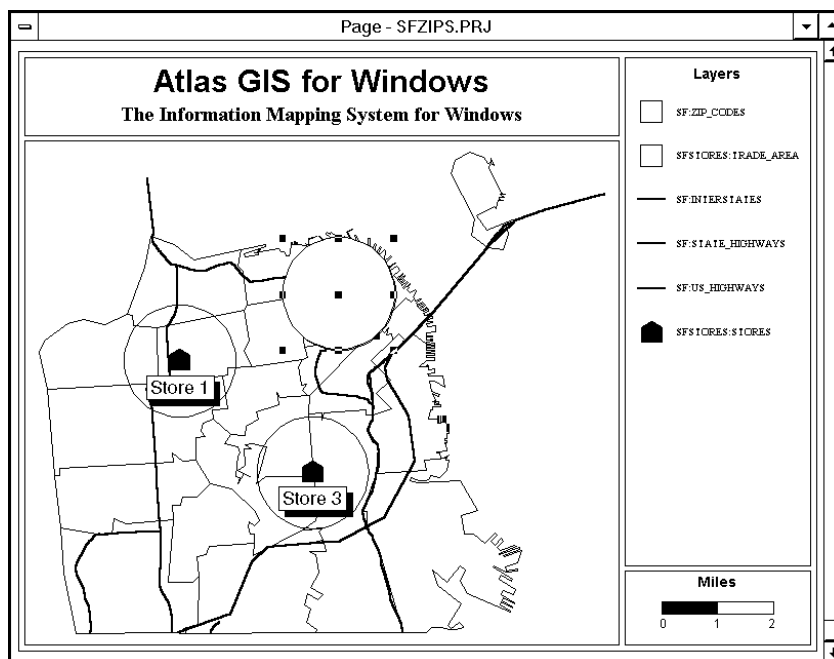 Page - SFZIPS.PRJ
Atlas GIS for Windows
The Information Mapping System for Windows
Layers
SF:ZIP_CODES
SFSTORES:TRADE_AREA
SF:INTERSTATES
SF:STATE_HIGHWAYS
SF:US_HIGHWAYS
SFSTORES:STORES
Store 1
Store 3
Miles
0 1 2